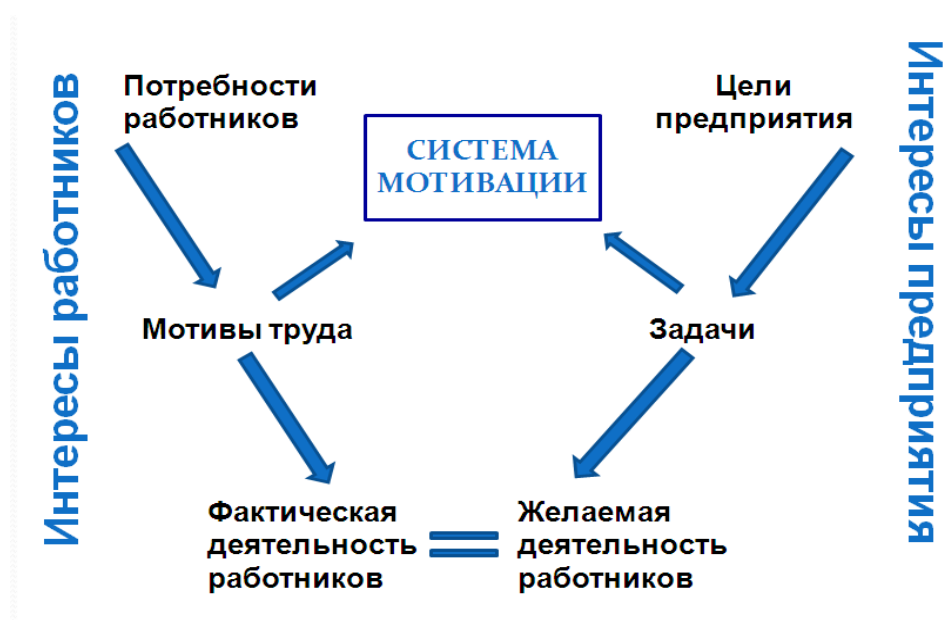 Интересы работников
Потребности
работников
СИСТЕМА
МОТИВАЦИИ
Цели
предприятия
Интересы предприятия
Мотивы труда
Задачи
Фактическая
деятельность
работников
Желаемая
деятельность
работников